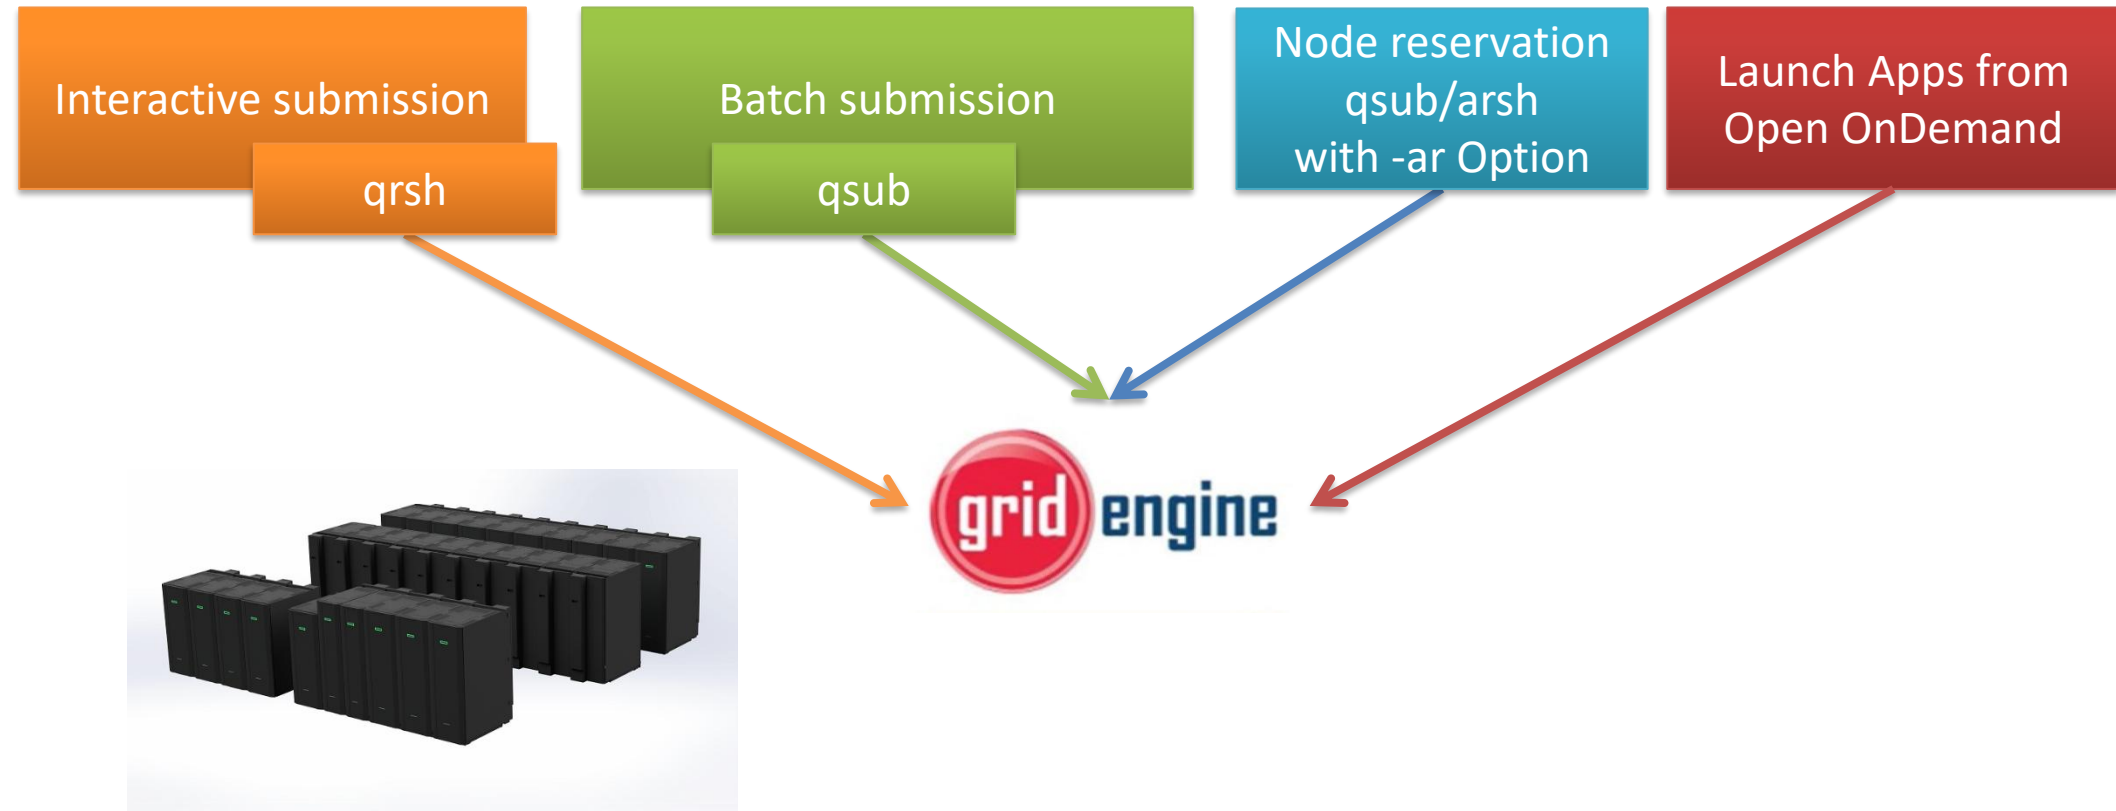 Interactive submission
qrsh
Batch submission
qsub
Node reservation
qsub/arsh
with -ar Option
Launch Apps from
Open OnDemand
grid engine